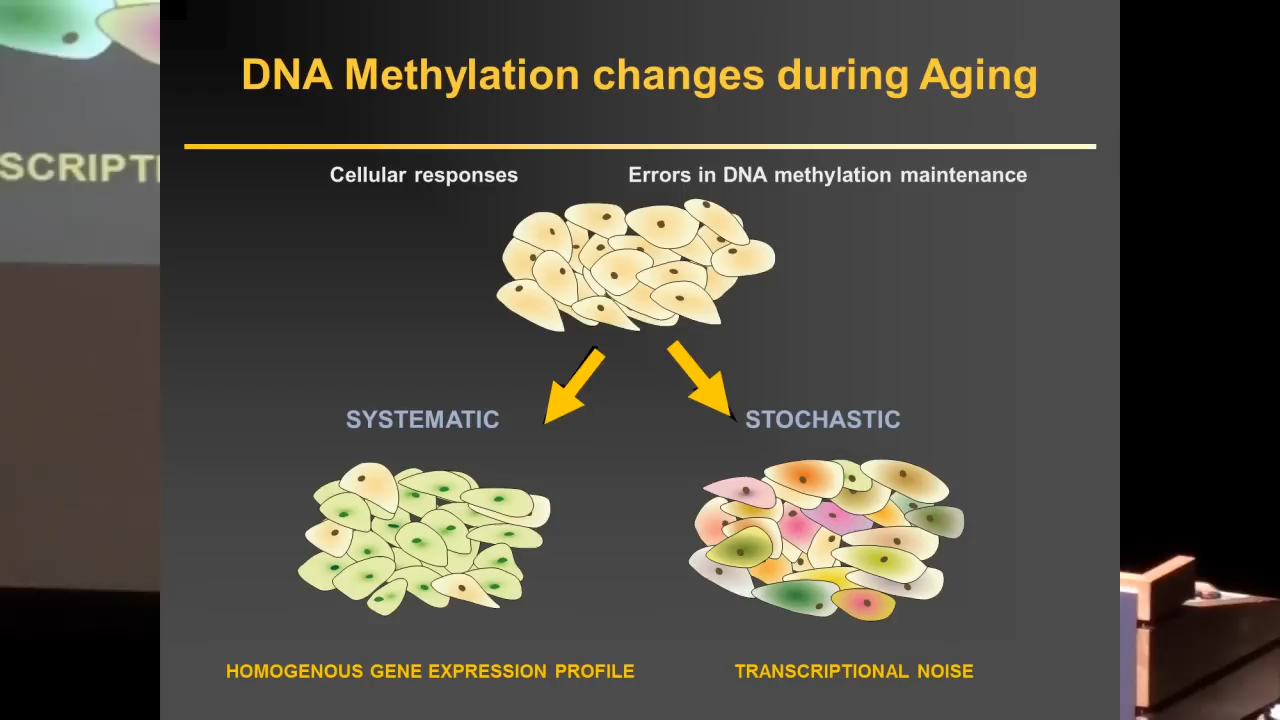 DNA Methylation changes during Aging
Cellular responses
Errors in DNA methylation maintenance
SYSTEMATIC
STOCHASTIC
HOMOGENOUS GENE EXPRESSION PROFILE
TRANSCRIPTIONAL NOISE